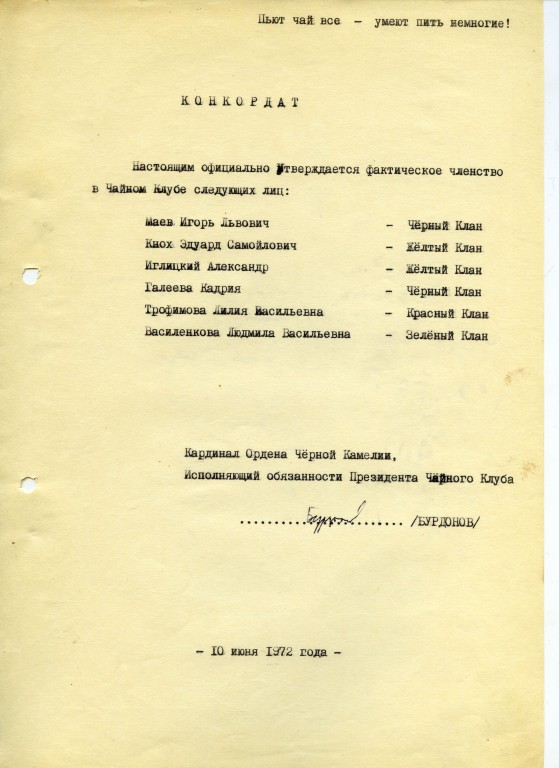 Пьют чай все - умеют пить немногие!
КОНКОРДАТ
Настоящим официально утверждается фактическое членство
в Чайном Клубе следующих лиц:
Маев Игорь Львович - Чёрный Клан
Кнох Эдуард Самойлович - Жёлтый Клан
Иглицкий Александр - Жёлтый Клан
Галеева Кадрия - Чёрный Клан
Трофимова Лилия Васильевна - Красный Клан
Василенкова Людмила Васильевна - Зелёный Клан
Кардинал Ордена Чёрной Камелии,
Исполняющий обязанности Президента Чайного Клуба
/БУРДОНОВ/
- 10 июня 1972 года -